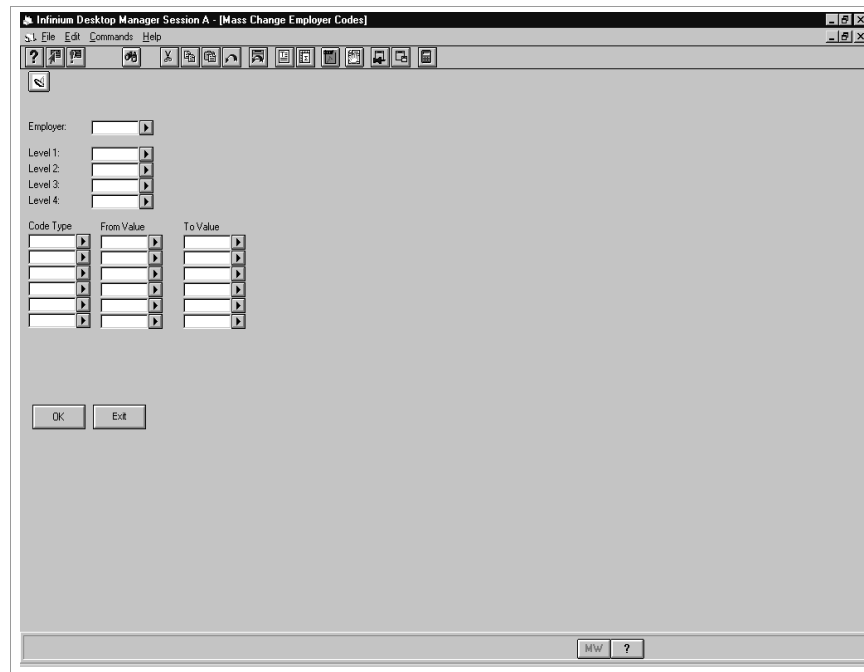 Infinium Desktop Manager Session A - [Mass Change Employer Codes]
File Edit Commands Help
Employer:
Level 1:
Level 2:
Level 3:
Level 4:
Code Type From Value To Value
OK Exit
MW ?